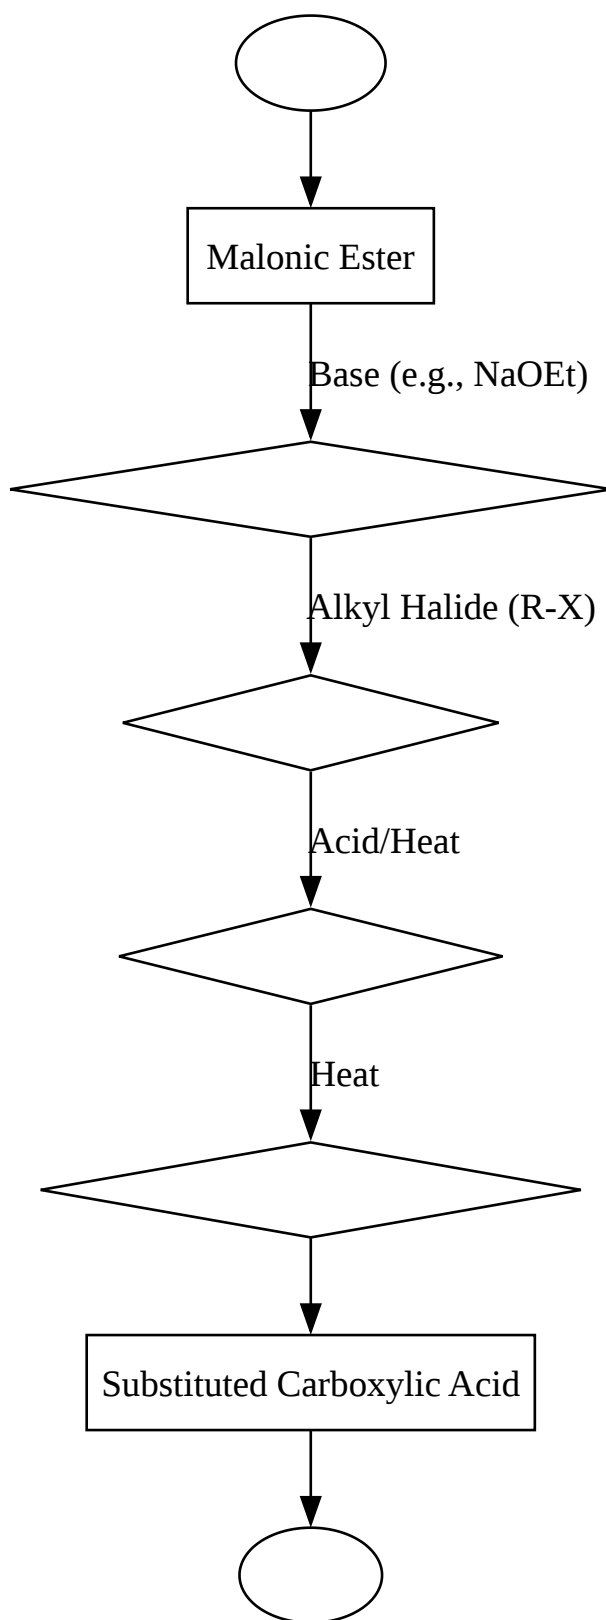 Malonic Ester
Base (e.g., NaOEt)
Alkyl Halide (R-X)
Acid/Heat
Heat
Substituted Carboxylic Acid